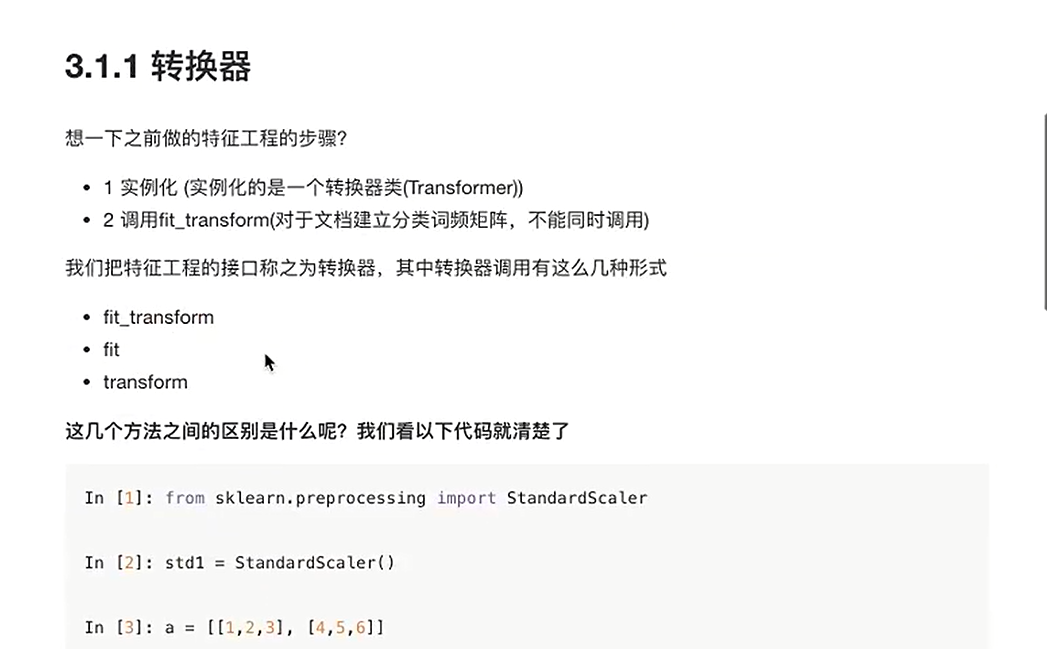 3.1.1 转换器
想一下之前做的特征工程的步骤?
• 1 实例化 (实例化的是一个转换器类(Transformer))
• 2 调用fit_transform(对于文档建立分类词频矩阵，不能同时调用)
我们把特征工程的接口称之为转换器，其中转换器调用有这么几种形式
• fit_transform
• fit
• transform
这几个方法之间的区别是什么呢？我们看以下代码就清楚了
In [1]: from sklearn.preprocessing import StandardScaler
In [2]: std1 = StandardScaler()
In [3]: a = [[1,2,3], [4,5,6]]